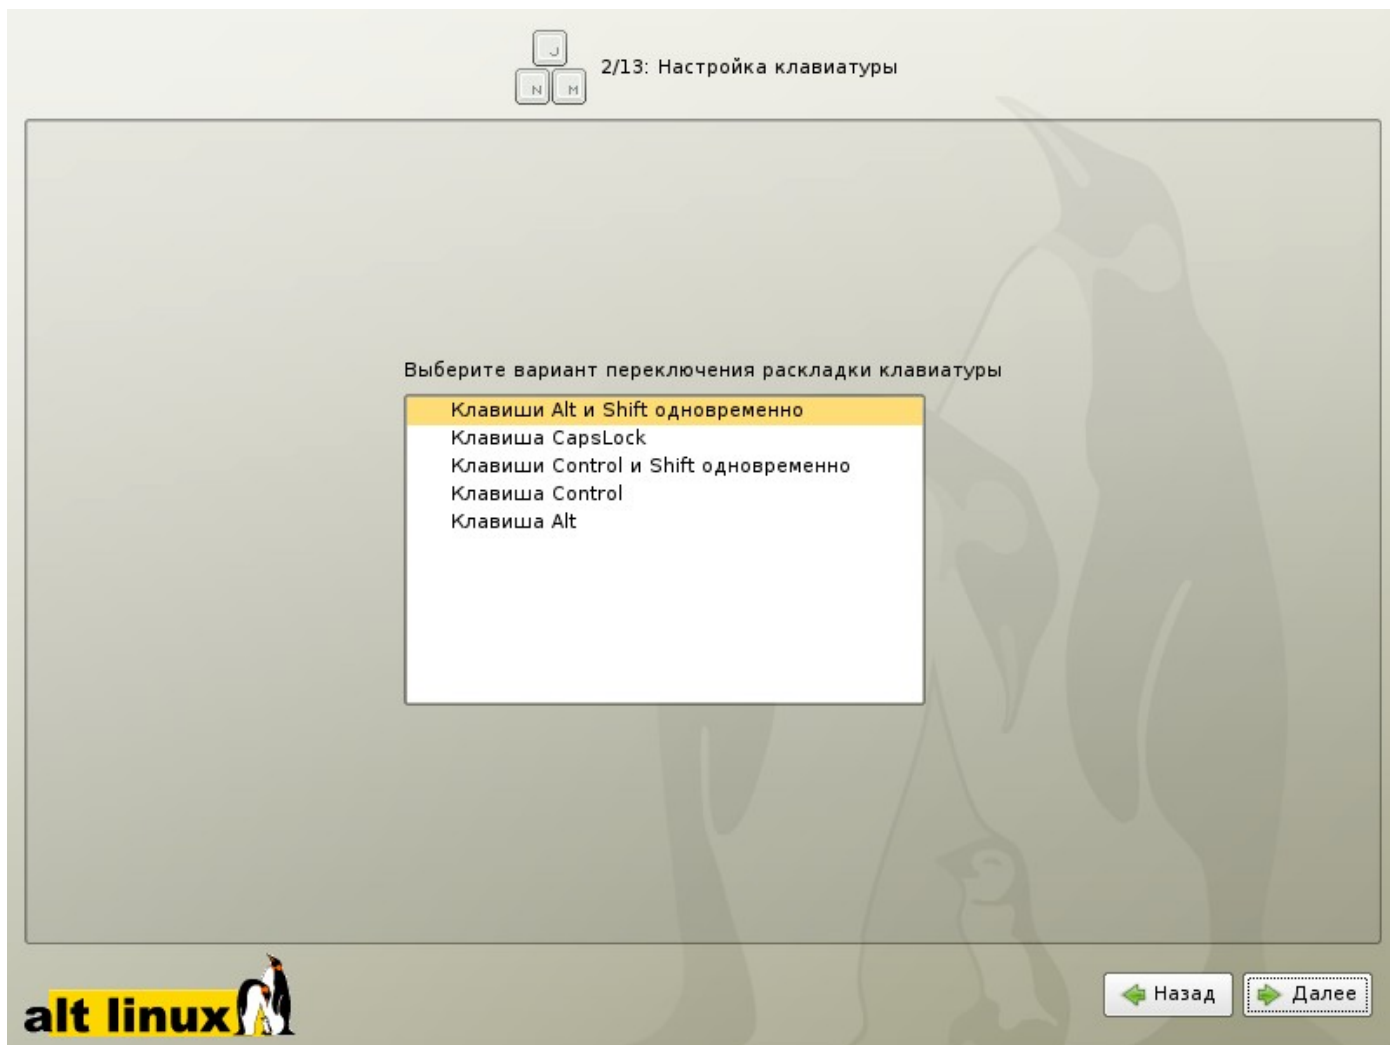 J
N M
2/13: Настройка клавиатуры
Выберите вариант переключения раскладки клавиатуры
Клавиши Alt и Shift одновременно
Клавиша CapsLock
Клавиши Control и Shift одновременно
Клавиша Control
Клавиша Alt
alt linux
Назад
Далее